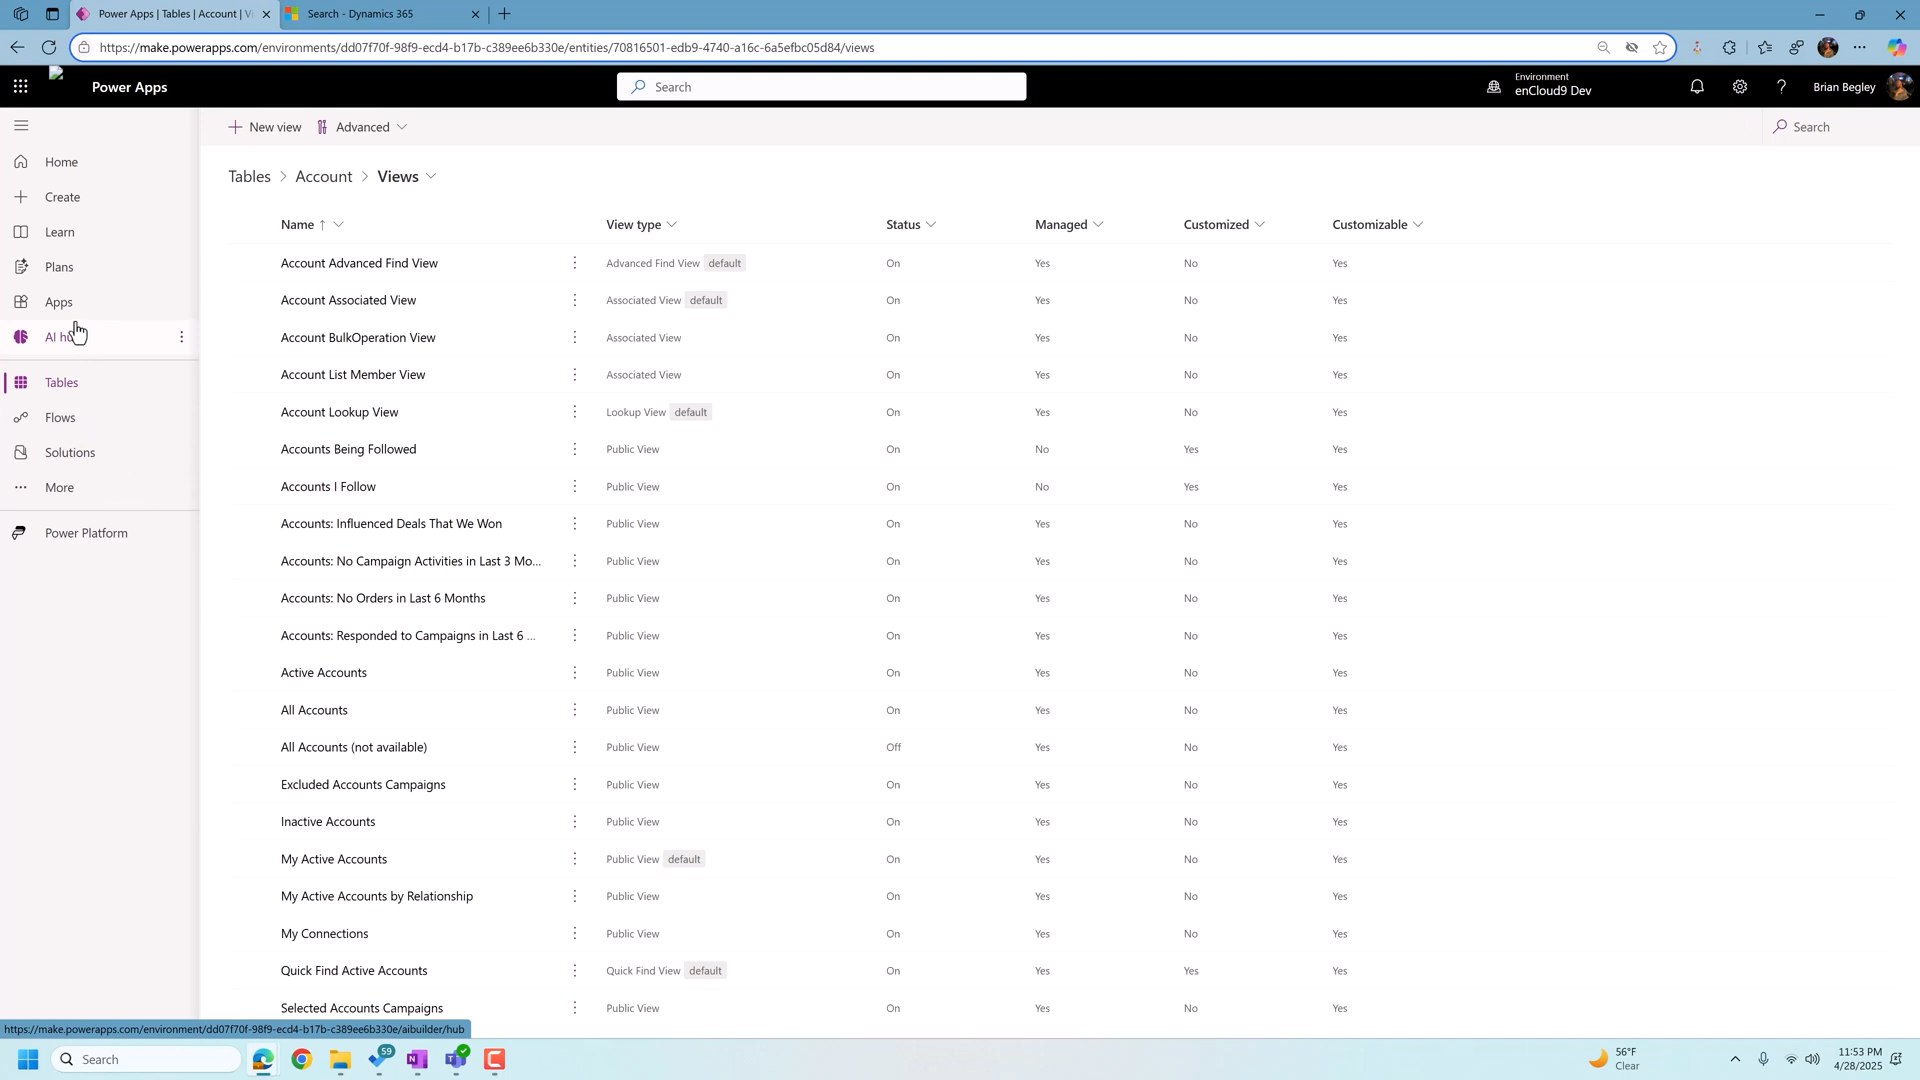 Power Apps | Tables | Account | Vi
Search - Dynamics 365
https://make.powerapps.com/environments/dd07f70f-98f9-ecd4-b17b-c389ee6b330e/entities/70816501-edb9-4740-a16c-6a5efbc05d84/views
Power Apps
Search
Environment
enCloud9 Dev
Brian Begley
New view
Advanced
Search
Home
Create
Learn
Plans
Apps
AI hu
Tables
Flows
Solutions
More
Power Platform
Tables > Account > Views
Name ↑ View type Status Managed Customized Customizable
Account Advanced Find View Advanced Find View default On Yes No Yes
Account Associated View Associated View default On Yes No Yes
Account BulkOperation View Associated View On Yes No Yes
Account List Member View Associated View On Yes No Yes
Account Lookup View Lookup View default On Yes No Yes
Accounts Being Followed Public View On No Yes Yes
Accounts I Follow Public View On No Yes Yes
Accounts: Influenced Deals That We Won Public View On Yes No Yes
Accounts: No Campaign Activities in Last 3 Mo... Public View On Yes No Yes
Accounts: No Orders in Last 6 Months Public View On Yes No Yes
Accounts: Responded to Campaigns in Last 6 ... Public View On Yes No Yes
Active Accounts Public View On Yes No Yes
All Accounts Public View On Yes No Yes
All Accounts (not available) Public View Off Yes No Yes
Excluded Accounts Campaigns Public View On Yes No Yes
Inactive Accounts Public View On Yes No Yes
My Active Accounts Public View default On Yes No Yes
My Active Accounts by Relationship Public View On Yes No Yes
My Connections Public View On Yes No Yes
Quick Find Active Accounts Quick Find View default On Yes Yes Yes
Selected Accounts Campaigns Public View On Yes No Yes
https://make.powerapps.com/environment/dd07f70f-98f9-ecd4-b17b-c389ee6b330e/aibuilder/hub
Search
59
56°F
Clear
11:53 PM
4/28/2025